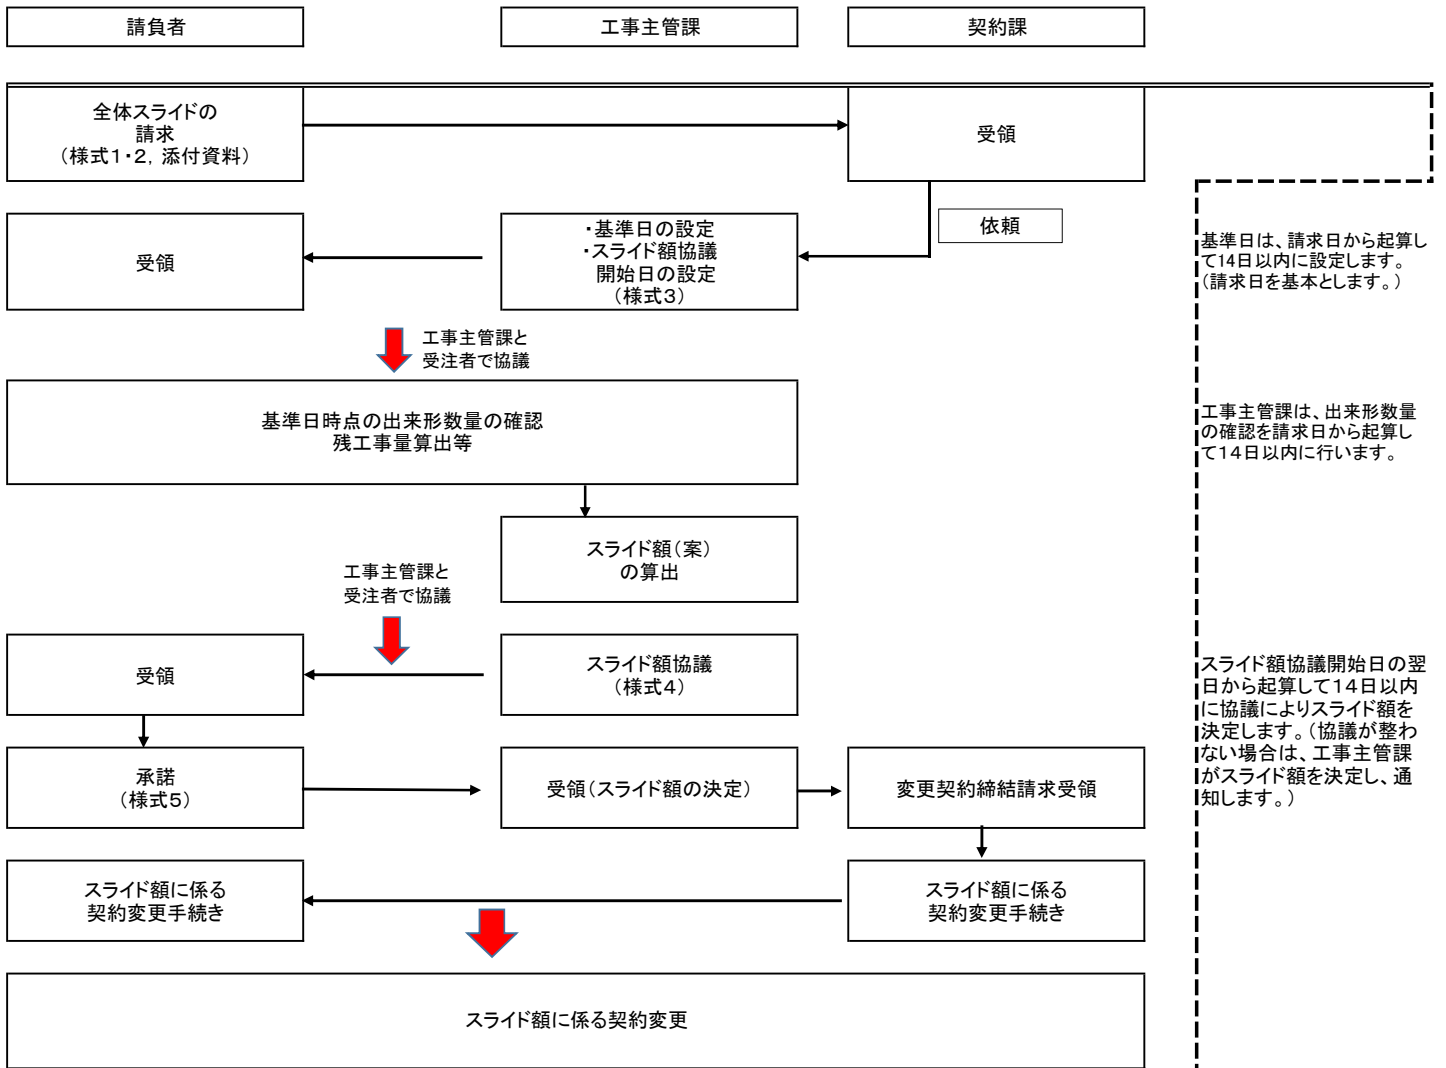 請負者
工事主管課
契約課
全体スライドの
請求
（様式１・２，添付資料）
受領
依頼
受領
・基準日の設定
・スライド額協議
開始日の設定
（様式３）
基準日は、請求日から起算し
て14日以内に設定します。
（請求日を基本とします。）
工事主管課と
受注者で協議
基準日時点の出来形数量の確認
残工事量算出等
工事主管課は、出来形数量
の確認を請求日から起算し
て１４日以内に行います。
スライド額（案）
の算出
工事主管課と
受注者で協議
受領
スライド額協議
（様式４）
スライド額協議開始日の翌
日から起算して１４日以内
に協議によりスライド額を
決定します。（協議が整わ
ない場合は、工事主管課
がスライド額を決定し、通
知します。）
承諾
（様式５）
受領（スライド額の決定）
変更契約締結請求受領
スライド額に係る
契約変更手続き
スライド額に係る
契約変更手続き
スライド額に係る契約変更